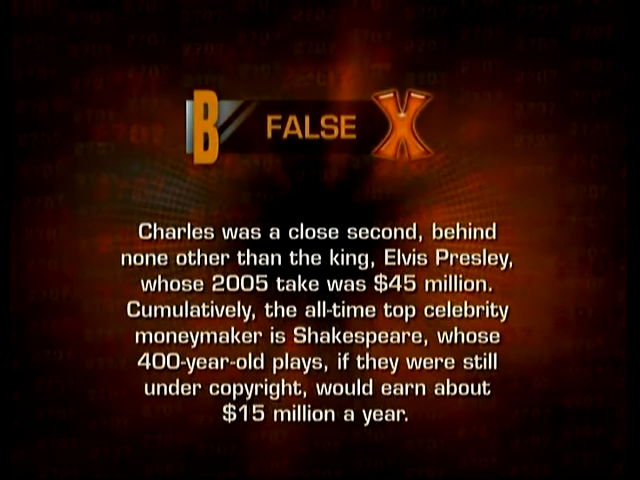 B FALSE X
Charles was a close second, behind
none other than the king, Elvis Presley,
whose 2005 take was $45 million.
Cumulatively, the all-time top celebrity
moneymaker is Shakespeare, whose
400-year-old plays, if they were still
under copyright, would earn about
$15 million a year.